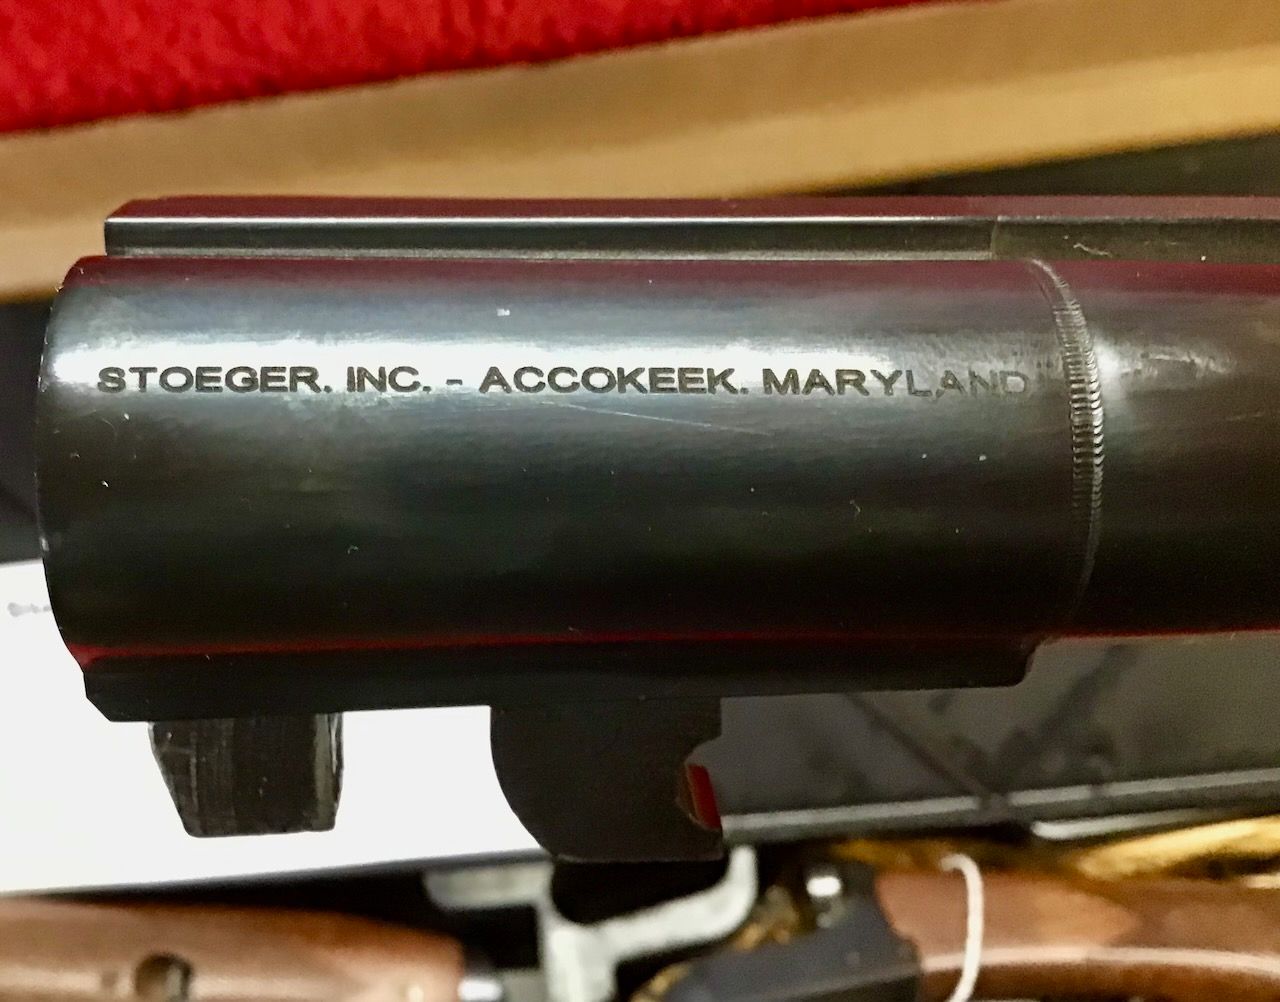 STOEGER, INC. - ACCOKEEK, MARYLAND